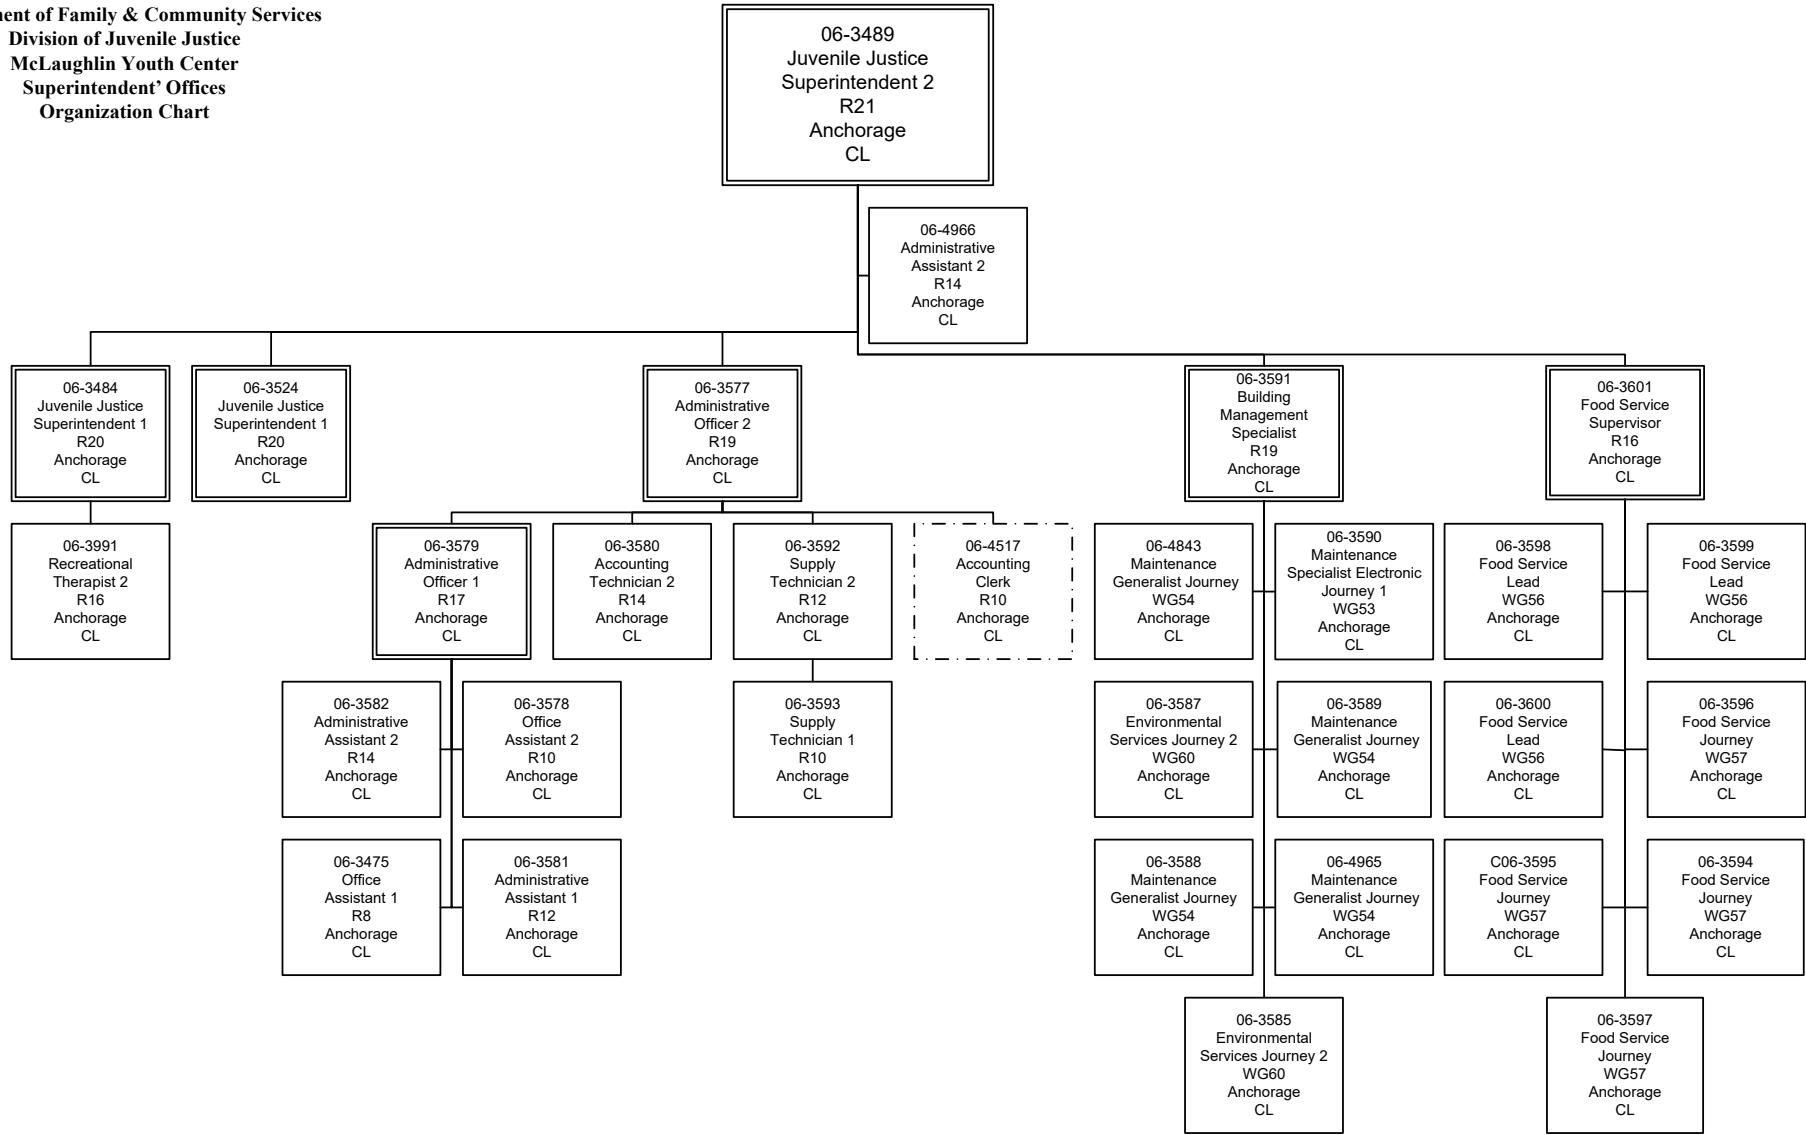 ent of Family & Community Services
Division of Juvenile Justice
McLaughlin Youth Center
Superintendent’ Offices
Organization Chart
06-3489
Juvenile Justice
Superintendent 2
R21
Anchorage
CL
06-4966
Administrative
Assistant 2
R14
Anchorage
CL
06-3484
Juvenile Justice
Superintendent 1
R20
Anchorage
CL
06-3524
Juvenile Justice
Superintendent 1
R20
Anchorage
CL
06-3577
Administrative
Officer 2
R19
Anchorage
CL
06-3591
Building
Management
Specialist
R19
Anchorage
CL
06-3601
Food Service
Supervisor
R16
Anchorage
CL
06-3991
Recreational
Therapist 2
R16
Anchorage
CL
06-3579
Administrative
Officer 1
R17
Anchorage
CL
06-3580
Accounting
Technician 2
R14
Anchorage
CL
06-3592
Supply
Technician 2
R12
Anchorage
CL
06-4517
Accounting
Clerk
R10
Anchorage
CL
06-4843
Maintenance
Generalist Journey
WG54
Anchorage
CL
06-3590
Maintenance
Specialist Electronic
Journey 1
WG53
Anchorage
CL
06-3598
Food Service
Lead
WG56
Anchorage
CL
06-3599
Food Service
Lead
WG56
Anchorage
CL
06-3582
Administrative
Assistant 2
R14
Anchorage
CL
06-3578
Office
Assistant 2
R10
Anchorage
CL
06-3593
Supply
Technician 1
R10
Anchorage
CL
06-3587
Environmental
Services Journey 2
WG60
Anchorage
CL
06-3589
Maintenance
Generalist Journey
WG54
Anchorage
CL
06-3600
Food Service
Lead
WG56
Anchorage
CL
06-3596
Food Service
Journey
WG57
Anchorage
CL
06-3475
Office
Assistant 1
R8
Anchorage
CL
06-3581
Administrative
Assistant 1
R12
Anchorage
CL
06-3588
Maintenance
Generalist Journey
WG54
Anchorage
CL
06-4965
Maintenance
Generalist Journey
WG54
Anchorage
CL
C06-3595
Food Service
Journey
WG57
Anchorage
CL
06-3594
Food Service
Journey
WG57
Anchorage
CL
06-3585
Environmental
Services Journey 2
WG60
Anchorage
CL
06-3597
Food Service
Journey
WG57
Anchorage
CL